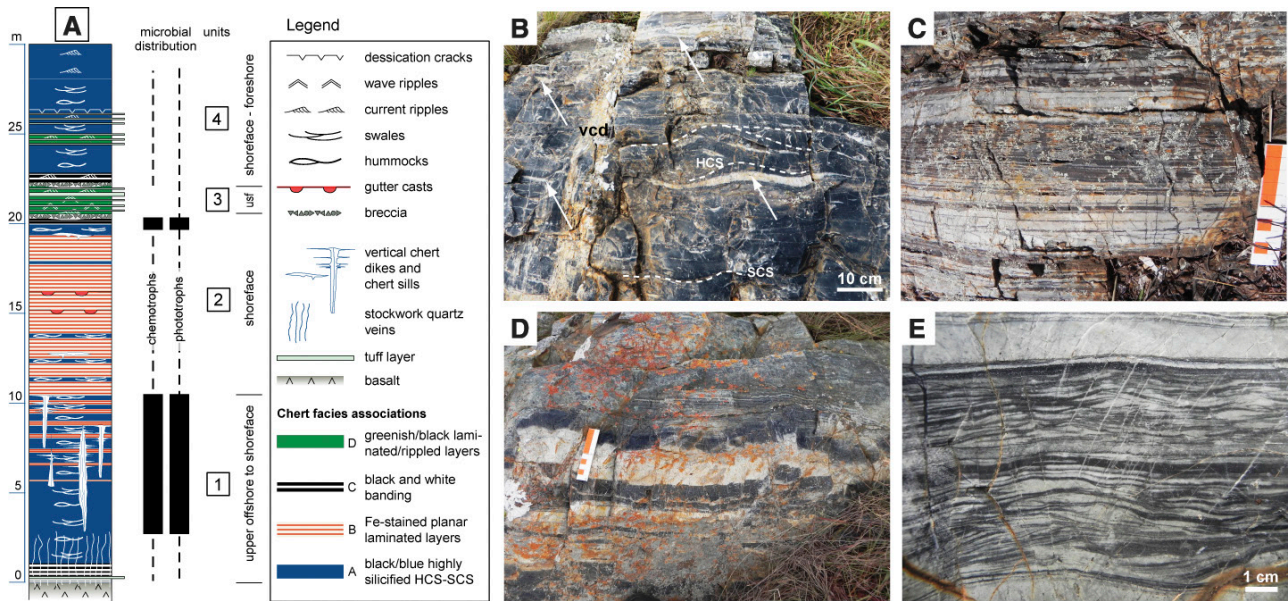 A
m
25
20
15
10
5
0
microbial
distribution
units
chemotrophs
phototrophs
4
3
2
1
shoreface - foreshore
usf
shoreface
upper offshore to shoreface
Legend
dessication cracks
wave ripples
current ripples
swales
hummocks
gutter casts
breccia
vertical chert
dikes and
chert sills
stockwork quartz
veins
tuff layer
basalt
Chert facies associations
D greenish/black lami-
nated/rippled layers
C black and white
banding
B Fe-stained planar
laminated layers
A black/blue highly
silicified HCS-SCS
B
vcd
HCS
SCS
10 cm
C
D
E
1 cm